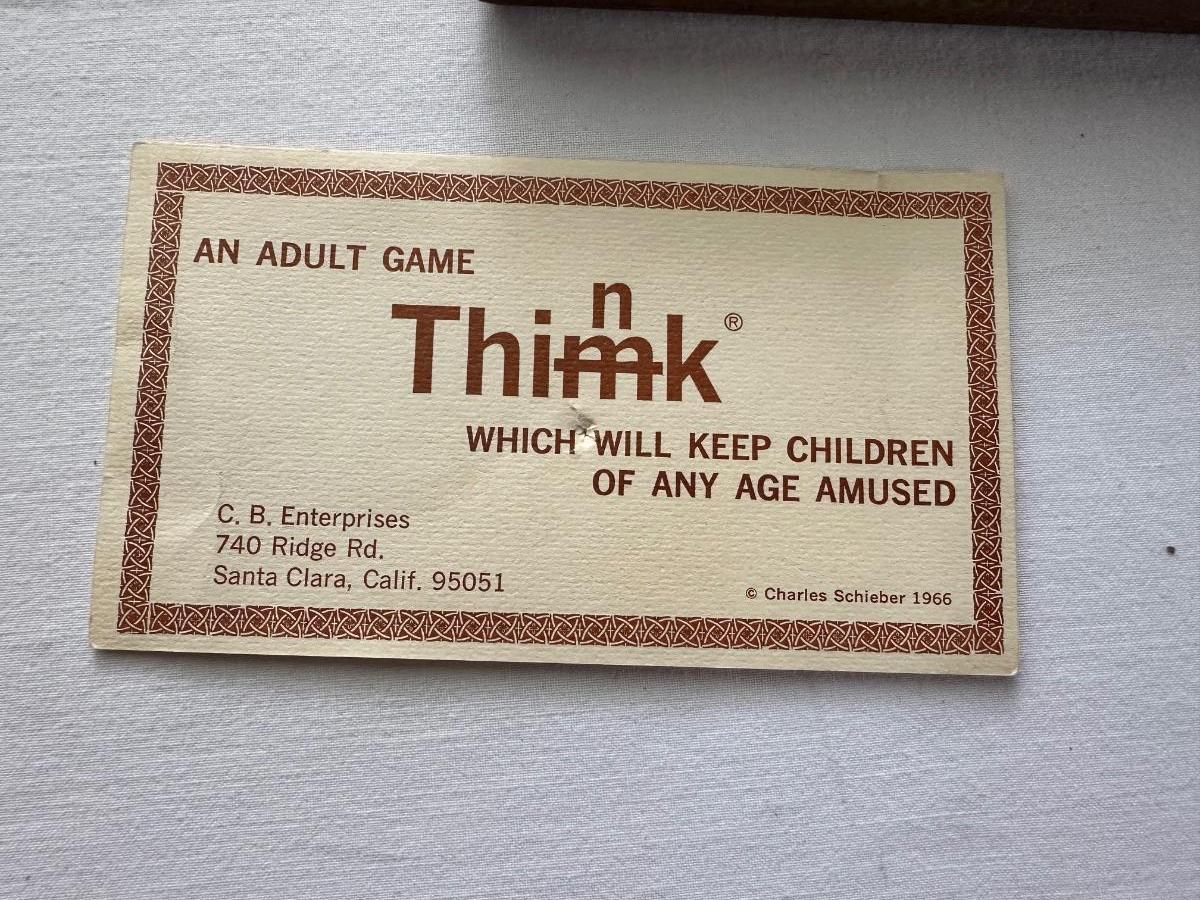 AN ADULT GAME
n
Thimk®
WHICH WILL KEEP CHILDREN
OF ANY AGE AMUSED
C. B. Enterprises
740 Ridge Rd.
Santa Clara, Calif. 95051
© Charles Schieber 1966